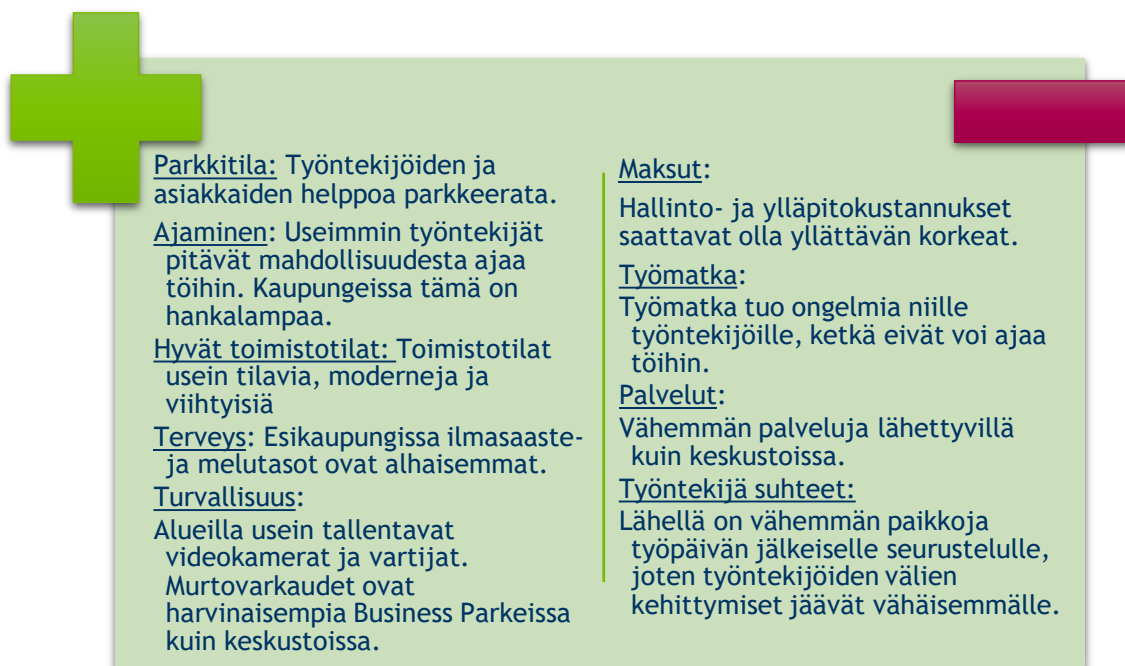 Parkkitila: Työntekijöiden ja
asiakkaiden helppoa parkkeerata.
Ajaminen: Useimmin työntekijät
pitävät mahdollisuudesta ajaa
töihin. Kaupungeissa tämä on
hankalampaa.
Hyvät toimistotilat: Toimistotilat
usein tilavia, moderneja ja
viihtyisiä
Terveys: Esikaupungissa ilmasaaste-
ja melutasot ovat alhaisemmat.
Turvallisuus:
Alueilla usein tallentavat
videokamerat ja vartijat.
Murtovarkaudet ovat
harvinaisempia Business Parkeissa
kuin keskustoissa.
Maksut:
Hallinto- ja ylläpitokustannukset
saattavat olla yllättävän korkeat.
Työmatka:
Työmatka tuo ongelmia niille
työntekijöille, ketkä eivät voi ajaa
töihin.
Palvelut:
Vähemmän palveluja lähettyvillä
kuin keskustoissa.
Työntekijä suhteet:
Lähellä on vähemmän paikkoja
työpäivän jälkeiselle seurustelulle,
joten työntekijöiden välien
kehittymiset jäävät vähäisemmälle.